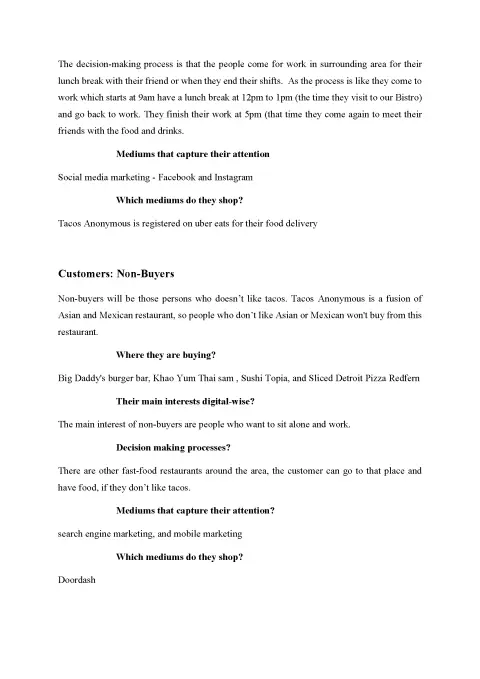 The decision-making process is that the people come for work in surrounding area for their
lunch break with their friend or when they end their shifts.  As the process is like they come to
work which starts at 9am have a lunch break at 12pm to 1pm (the time they visit to our Bistro)
and go back to work. They finish their work at 5pm (that time they come again to meet their
friends with the food and drinks.
Mediums that capture their attention
Social media marketing - Facebook and Instagram
Which mediums do they shop?
Tacos Anonymous is registered on uber eats for their food delivery
Customers: Non-Buyers
Non-buyers will be those persons who doesn't like tacos. Tacos Anonymous is a fusion of
Asian and Mexican restaurant, so people who don't like Asian or Mexican won't buy from this
restaurant.
Where they are buying?
Big Daddy's burger bar, Khao Yum Thai sam , Sushi Topia, and Sliced Detroit Pizza Redfern
Their main interests digital-wise?
The main interest of non-buyers are people who want to sit alone and work.
Decision making processes?
There are other fast-food restaurants around the area, the customer can go to that place and
have food, if they don't like tacos.
Mediums that capture their attention?
search engine marketing, and mobile marketing
Which mediums do they shop?
Doordash